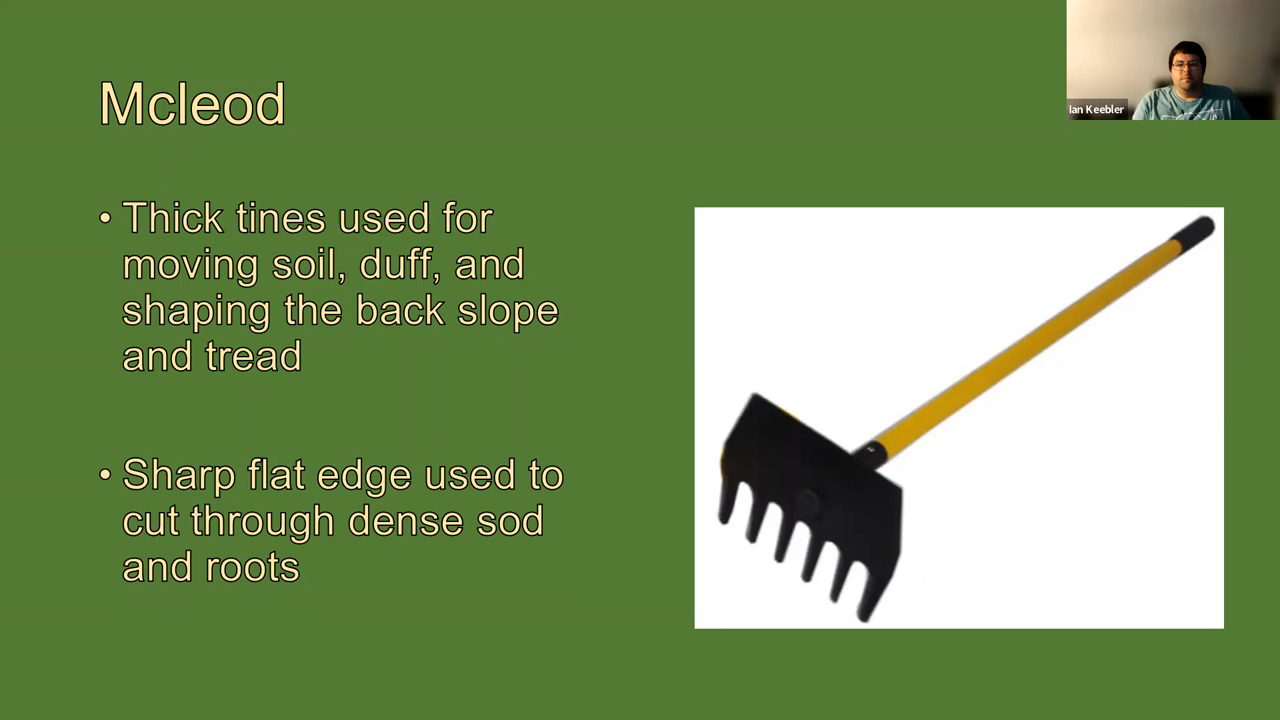 Mcleod
Ian Keebler
• Thick tines used for
moving soil, duff, and
shaping the back slope
and tread
• Sharp flat edge used to
cut through dense sod
and roots